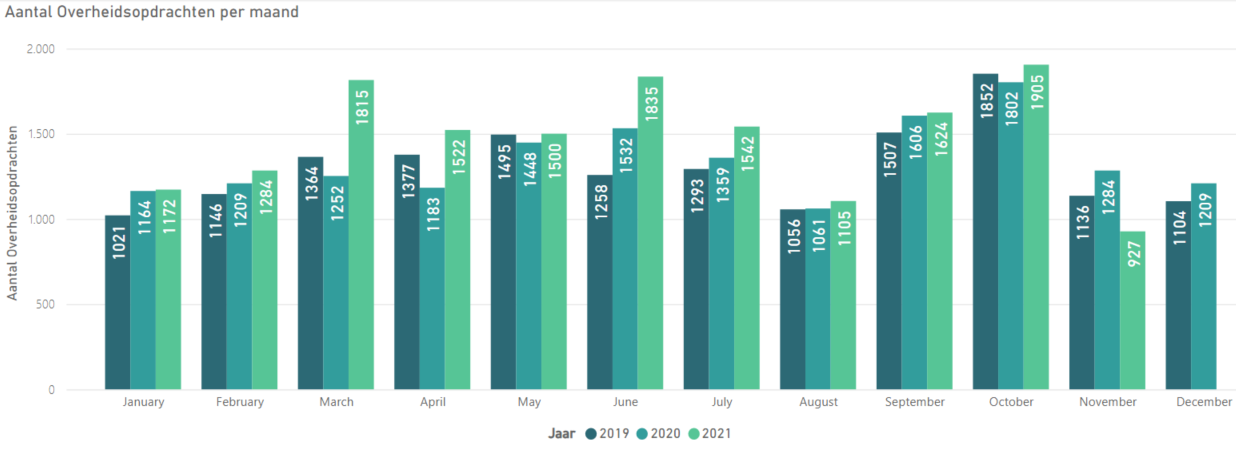 Aantal Overheidsopdrachten per maand
Aantal Overheidsopdrachten
2.000
1.500
1.000
500
0
1021 1164 1172
1146 1209 1284
1364 1252 1815
1377 1183 1522
1495 1448 1500
1258 1532 1835
1293 1359 1542
1056 1061 1105
1507 1606 1624
1852 1802 1905
1136 1284 927
1104 1209
January February March April May June July August September October November December
Jaar 2019 2020 2021